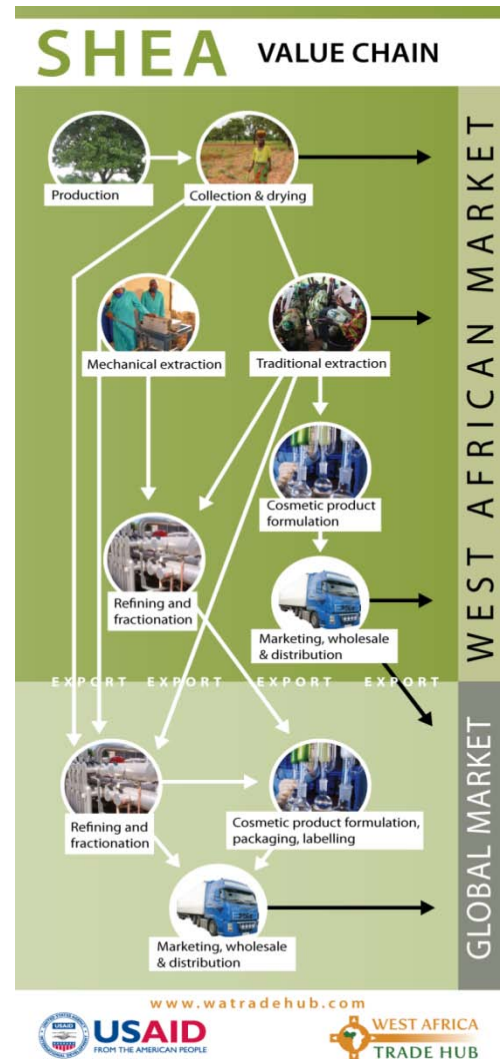 SHEA VALUE CHAIN
Production
Collection & drying
Mechanical extraction
Traditional extraction
Cosmetic product
formulation
Refining and
fractionation
Marketing, wholesale
& distribution
WEST AFRICAN MARKET
EXPORT EXPORT EXPORT EXPORT
Refining and
fractionation
Cosmetic product formulation,
packaging, labelling
Marketing, wholesale
& distribution
GLOBAL MARKET
www.watradehub.com
USAID
USAID
FROM THE AMERICAN PEOPLE
WEST AFRICA
TRADE HUB